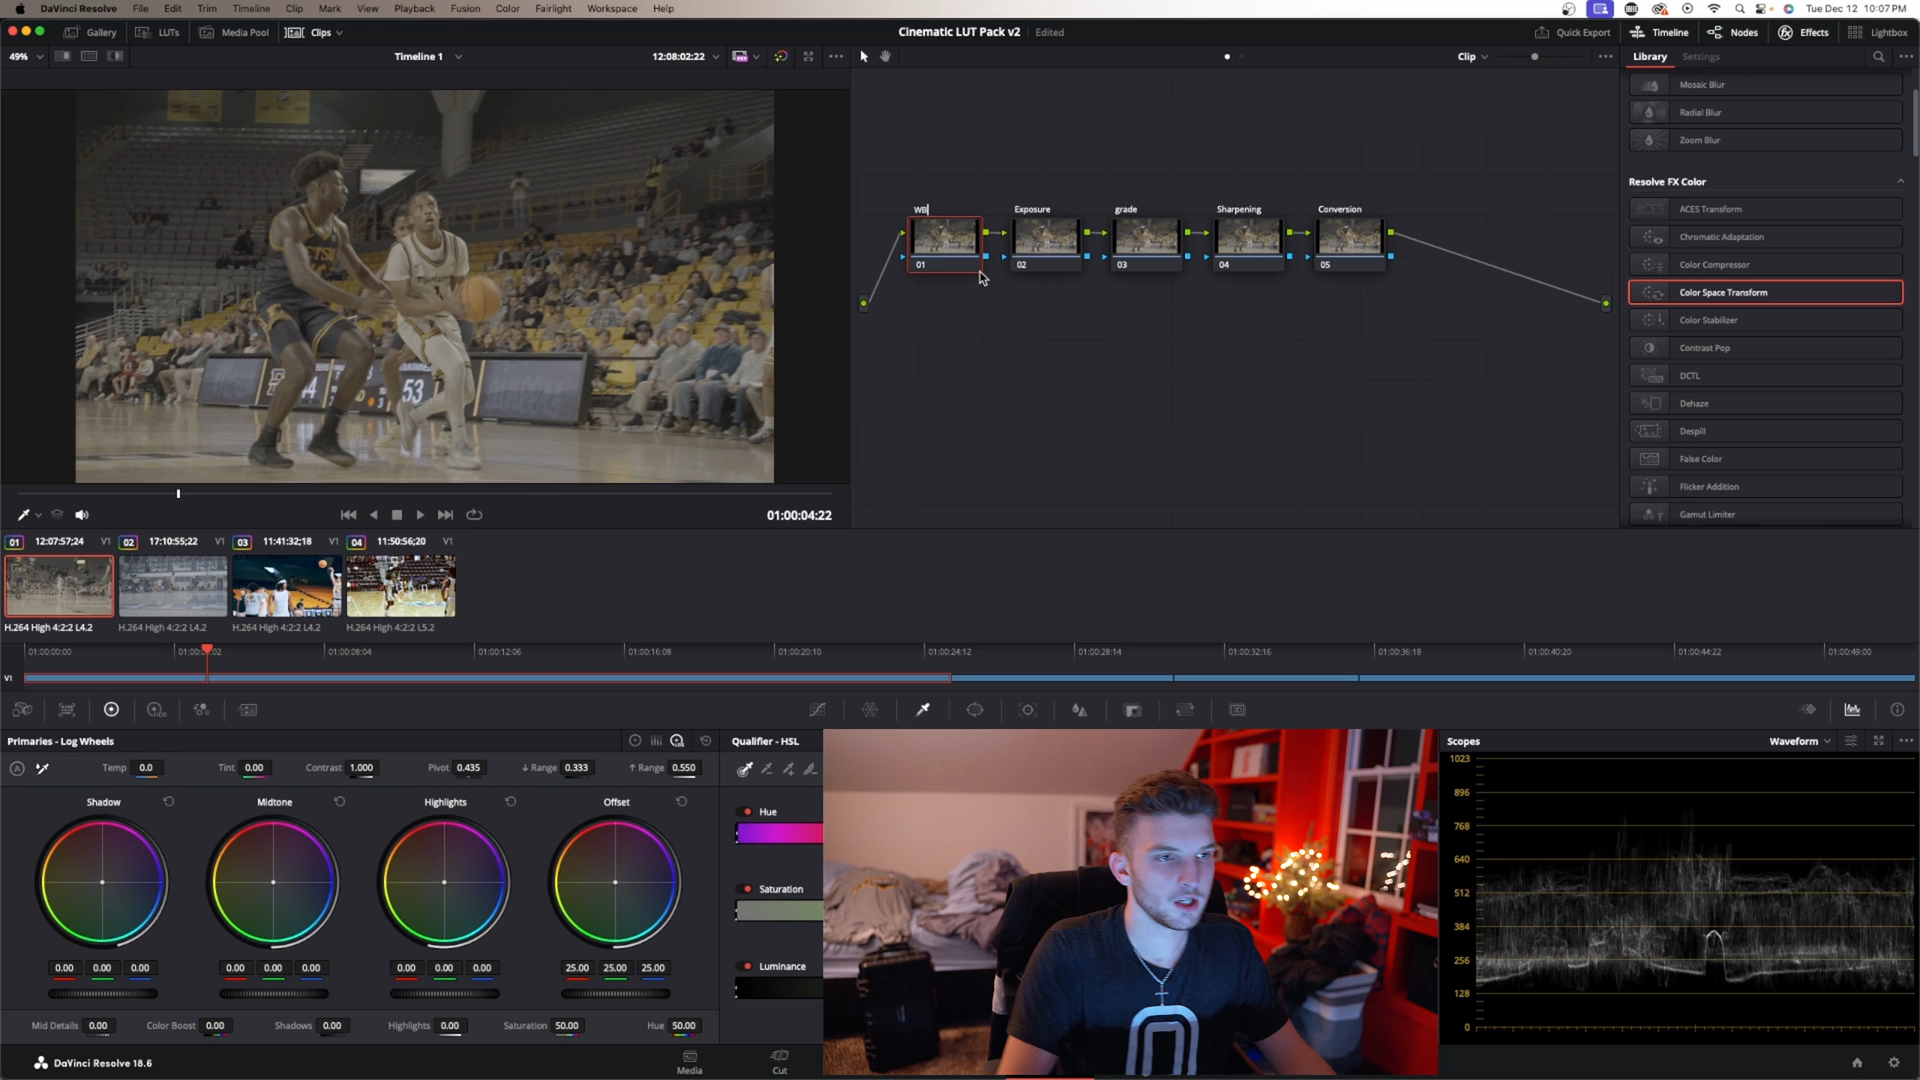 DaVinci Resolve File Edit Trim Timeline Clip Mark View Playback Fusion Color Fairlight Workspace Help Tue Dec 12 10:07 PM
Gallery LUTs Media Pool Clips Cinematic LUT Pack v2 Edited Quick Export Timeline Nodes Effects Lightbox
49% Timeline 1 12:08:02:22 Clip Library Settings
Mosaic Blur
Radial Blur
Zoom Blur
Resolve FX Color
ACES Transform
Chromatic Adaptation
Color Compressor
Color Space Transform
Color Stabilizer
Contrast Pop
DCTL
Dehaze
Despill
False Color
Flicker Addition
Gamut Limiter
WB Exposure grade Sharpening Conversion
01 02 03 04 05
53
01:00:04:22
01 12:07:57;24 V1 02 17:10:55;22 V1 03 11:41:32;18 V1 04 11:50:56;20 V1
H.264 High 4:2:2 L4.2 H.264 High 4:2:2 L4.2 H.264 High 4:2:2 L4.2 H.264 High 4:2:2 L5.2
01:00:00:00 01:00:08:04 01:00:12:06 01:00:16:08 01:00:20:10 01:00:24:12 01:00:28:14 01:00:32:16 01:00:36:18 01:00:40:20 01:00:44:22 01:00:49:00
V1
Primaries - Log Wheels Qualifier - HSL Scopes Waveform
Temp 0.0 Tint 0.00 Contrast 1.000 Pivot 0.435 ↓ Range 0.333 ↑ Range 0.550
Shadow Midtone Highlights Offset
Hue
Saturation
Luminance
0.00 0.00 0.00 0.00 0.00 0.00 0.00 0.00 0.00 25.00 25.00 25.00
Mid Details 0.00 Color Boost 0.00 Shadows 0.00 Highlights 0.00 Saturation 50.00 Hue 50.00
1023
896
768
640
512
384
256
128
0
DaVinci Resolve 18.6 Media Cut